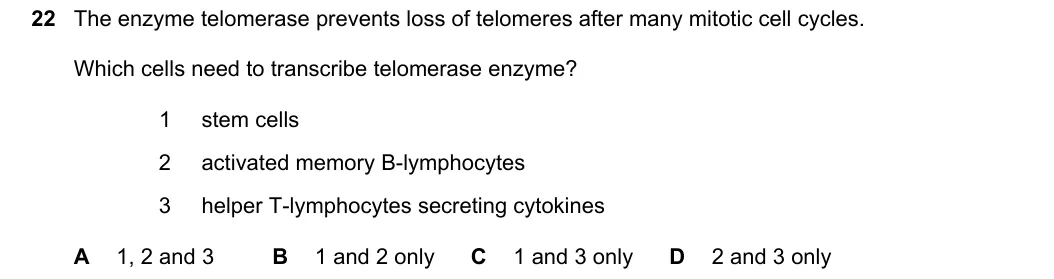 22 The enzyme telomerase prevents loss of telomeres after many mitotic cell cycles.
Which cells need to transcribe telomerase enzyme?
1 stem cells
2 activated memory B-lymphocytes
3 helper T-lymphocytes secreting cytokines
A 1, 2 and 3 B 1 and 2 only C 1 and 3 only D 2 and 3 only